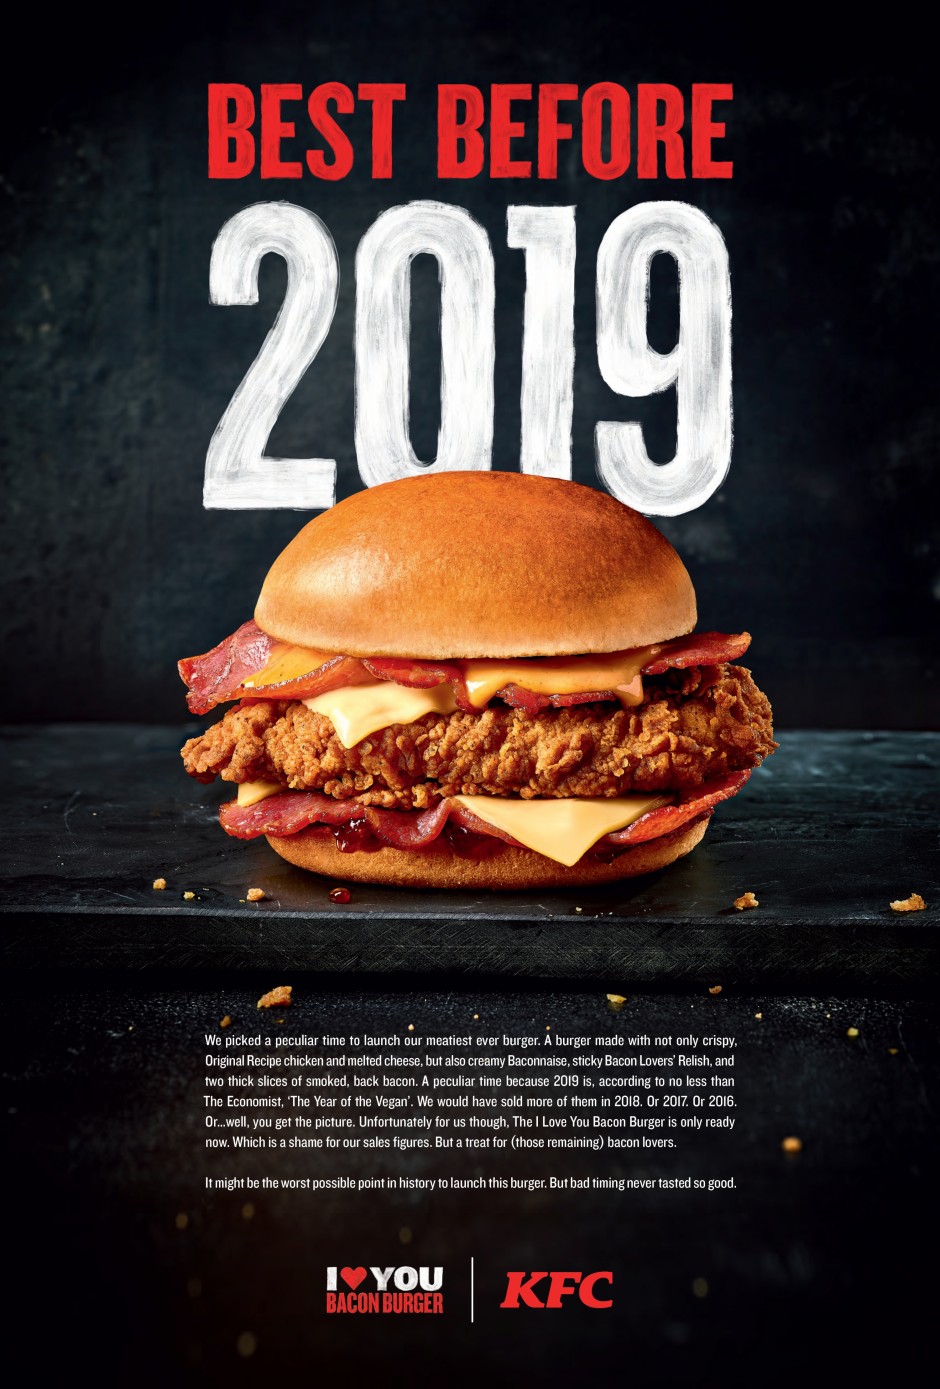 BEST BEFORE
2019
We picked a peculiar time to launch our meatiest ever burger. A burger made with not only crispy,
Original Recipe chicken and melted cheese, but also creamy Baconnaise, sticky Bacon Lovers’ Relish, and
two thick slices of smoked, back bacon. A peculiar time because 2019 is, according to no less than
The Economist, ‘The Year of the Vegan’. We would have sold more of them in 2018. Or 2017. Or 2016.
Or...well, you get the picture. Unfortunately for us though, The I Love You Bacon Burger is only ready
now. Which is a shame for our sales figures. But a treat for (those remaining) bacon lovers.
It might be the worst possible point in history to launch this burger. But bad timing never tasted so good.
I ♥ YOU
BACON BURGER
KFC